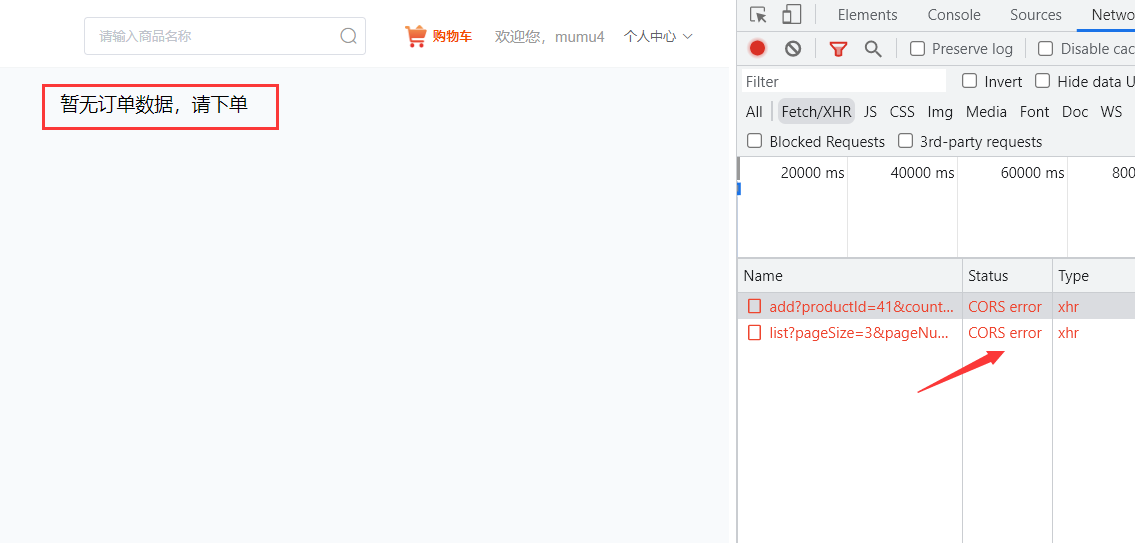 请输入商品名称
购物车
欢迎您，mumu4
个人中心
暂无订单数据，请下单
Elements Console Sources Netwo
Preserve log Disable cac
Filter
Invert Hide data U
All Fetch/XHR JS CSS Img Media Font Doc WS
Blocked Requests 3rd-party requests
20000 ms 40000 ms 60000 ms 800
Name Status Type
add?productId=41&count... CORS error xhr
list?pageSize=3&pageNu... CORS error xhr